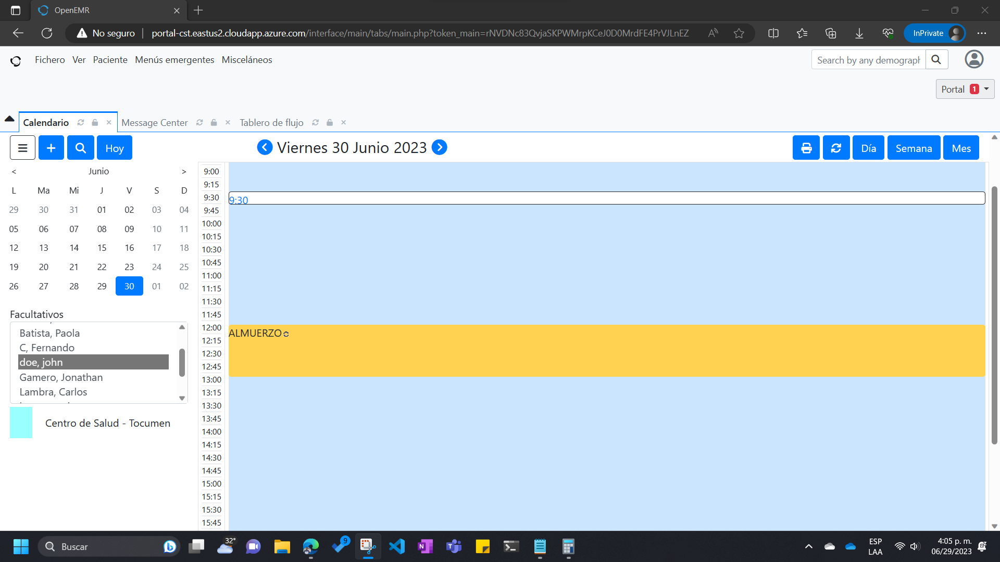 OpenEMR
No seguro
portal-cst.eastus2.cloudapp.azure.com/interface/main/tabs/main.php?token_main=rNVDNc83QvjaSKPWMrpKCeJ0D0MrdFE4PrVJLnEZ
InPrivate
Fichero Ver Paciente Menús emergentes Misceláneos
Search by any demograph
Portal 1
Calendario Message Center Tablero de flujo
Hoy
Viernes 30 Junio 2023
Día Semana Mes
< Junio >
L Ma Mi J V S D
29 30 31 01 02 03 04
05 06 07 08 09 10 11
12 13 14 15 16 17 18
19 20 21 22 23 24 25
26 27 28 29 30 01 02
Facultativos
Batista, Paola
C, Fernando
doe, john
Gamero, Jonathan
Lambra, Carlos
Centro de Salud - Tocumen
9:00
9:15
9:30 9:30
9:45
10:00
10:15
10:30
10:45
11:00
11:15
11:30
11:45
12:00 ALMUERZO
12:15
12:30
12:45
13:00
13:15
13:30
13:45
14:00
14:15
14:30
14:45
15:00
15:15
15:30
15:45
Buscar
32°
9
ESP
LAA
4:05 p. m.
06/29/2023